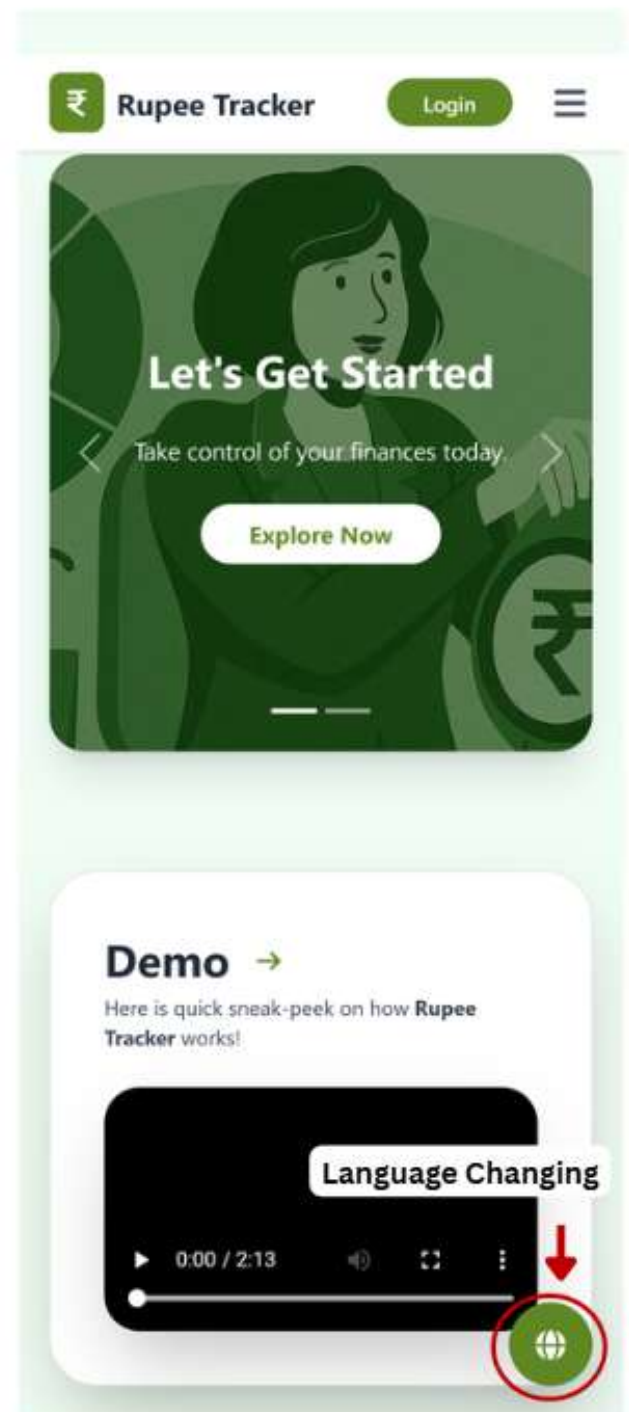 ₹ Rupee Tracker Login
Let's Get Started
Take control of your finances today.
Explore Now
₹
Demo →
Here is quick sneak-peek on how Rupee
Tracker works!
Language Changing
0:00 / 2:13